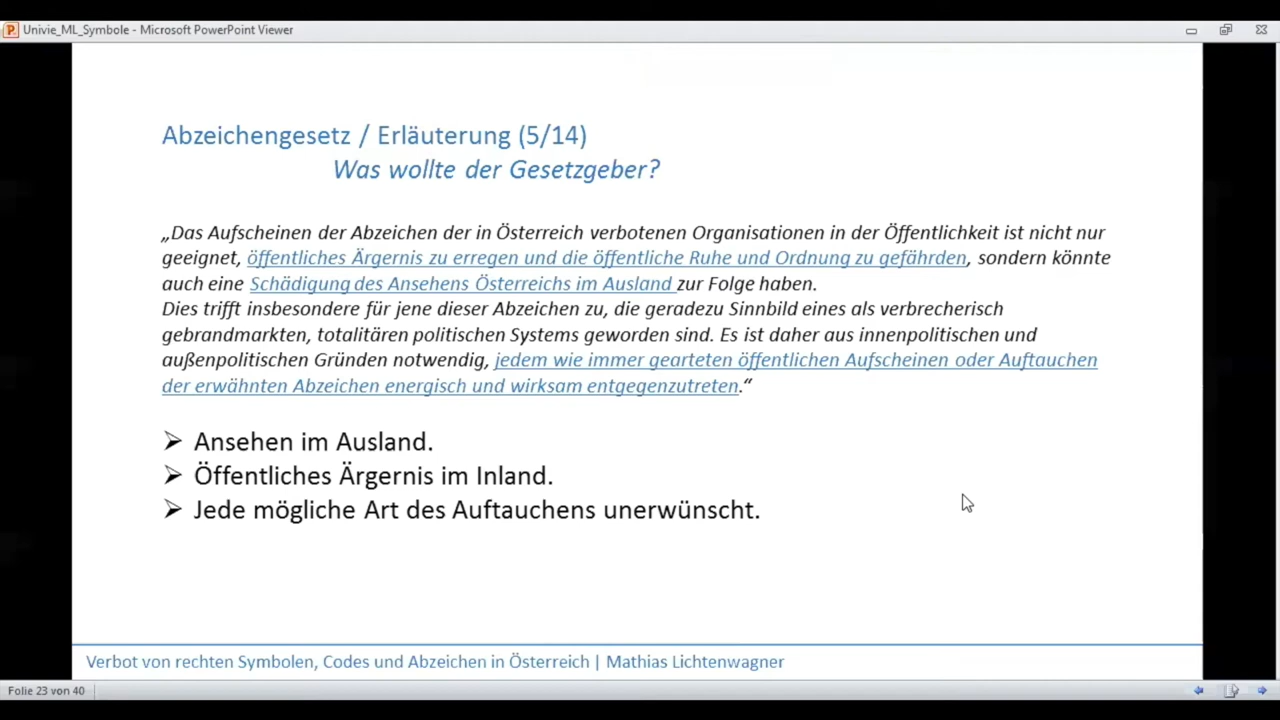 Univie_ML_Symbole - Microsoft PowerPoint Viewer
Abzeichengesetz / Erläuterung (5/14)
Was wollte der Gesetzgeber?
„Das Aufscheinen der Abzeichen der in Österreich verbotenen Organisationen in der Öffentlichkeit ist nicht nur
geeignet, öffentliches Ärgernis zu erregen und die öffentliche Ruhe und Ordnung zu gefährden, sondern könnte
auch eine Schädigung des Ansehens Österreichs im Ausland zur Folge haben.
Dies trifft insbesondere für jene dieser Abzeichen zu, die geradezu Sinnbild eines als verbrecherisch
gebrandmarkten, totalitären politischen Systems geworden sind. Es ist daher aus innenpolitischen und
außenpolitischen Gründen notwendig, jedem wie immer gearteten öffentlichen Aufscheinen oder Auftauchen
der erwähnten Abzeichen energisch und wirksam entgegenzutreten.“
➢ Ansehen im Ausland.
➢ Öffentliches Ärgernis im Inland.
➢ Jede mögliche Art des Auftauchens unerwünscht.
Verbot von rechten Symbolen, Codes und Abzeichen in Österreich | Mathias Lichtenwagner
Folie 23 von 40